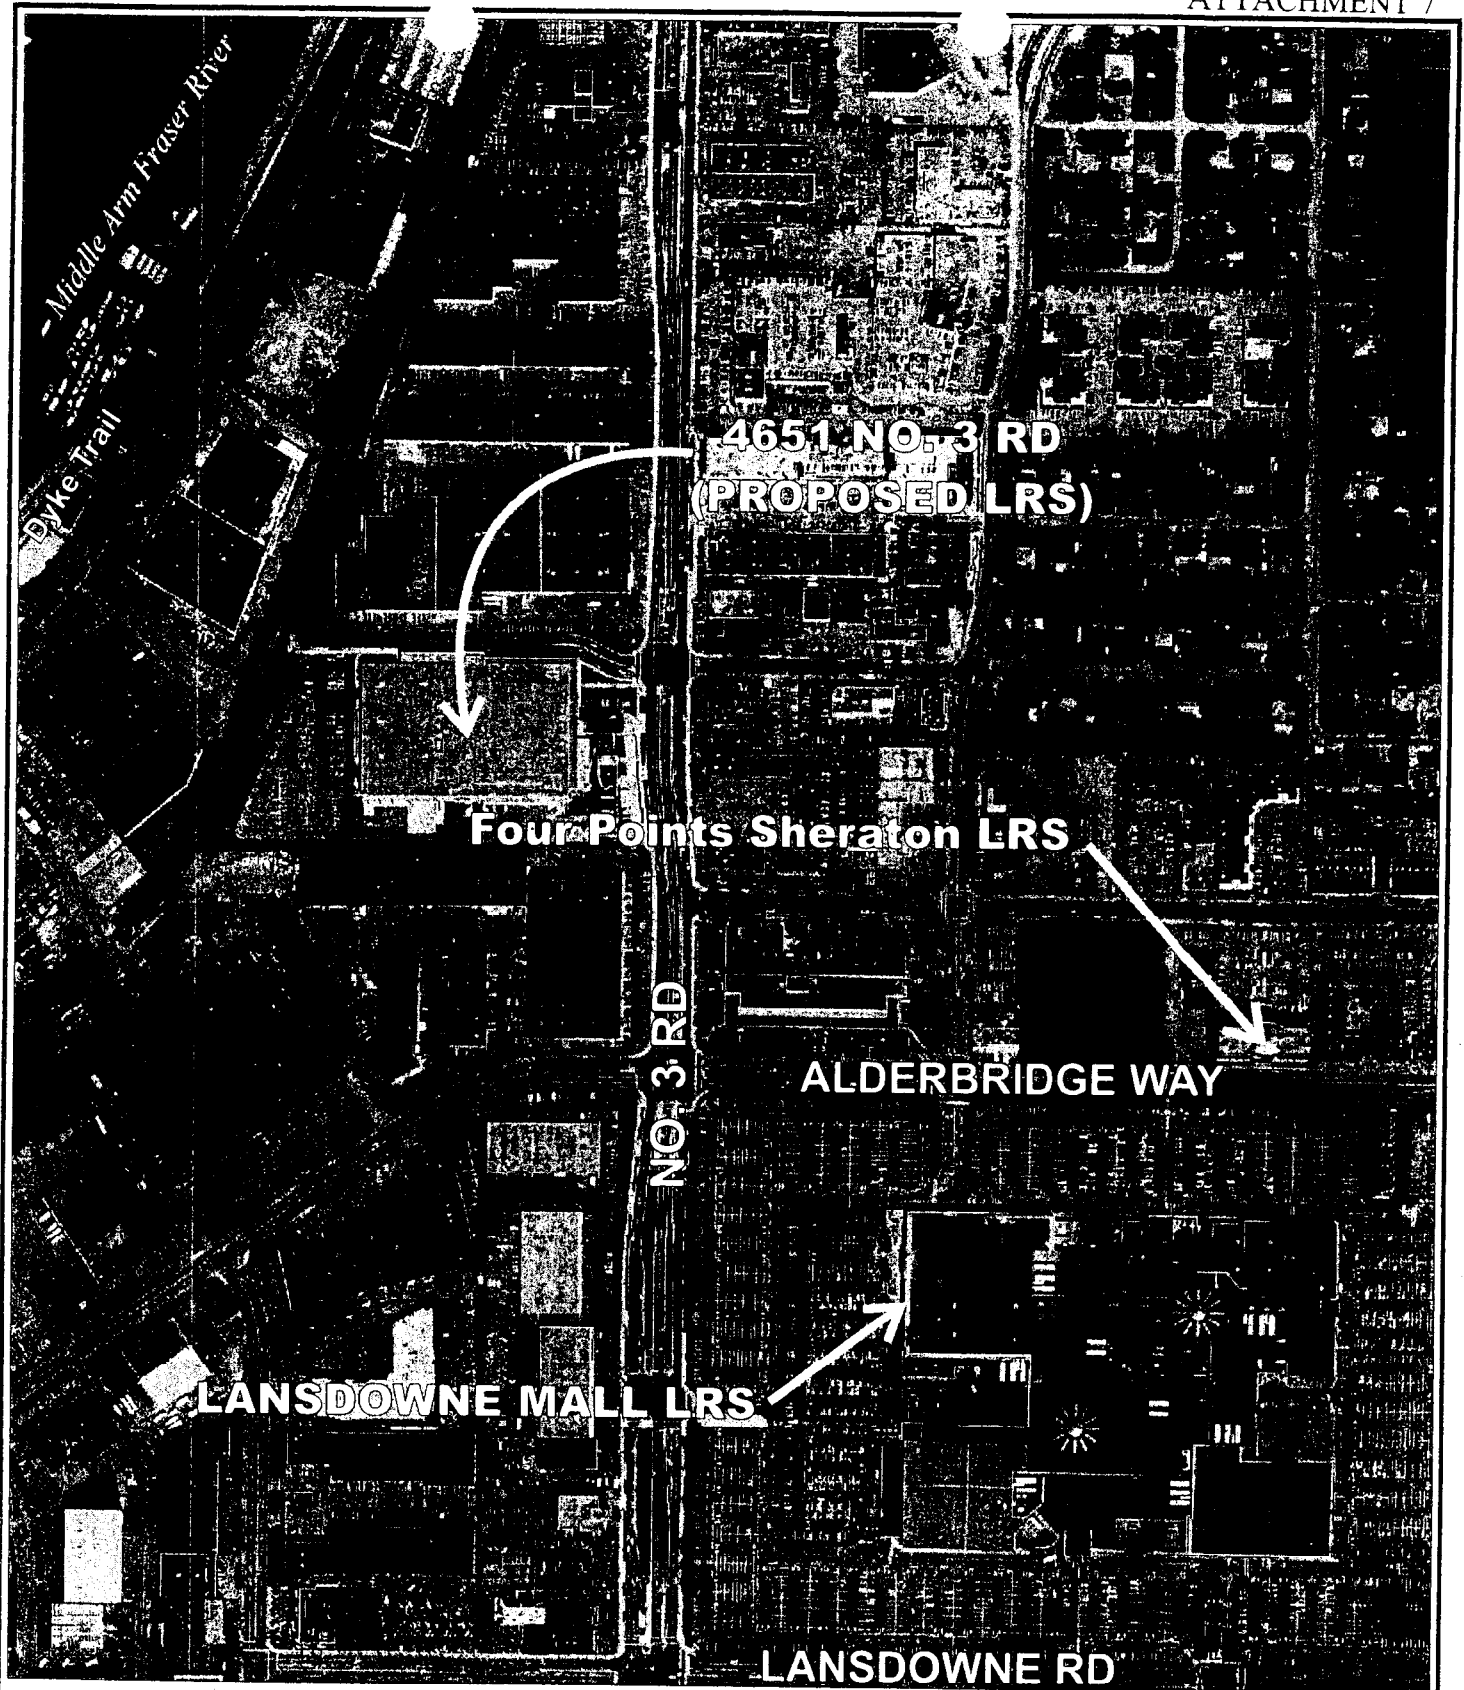 ATTACHMENT 7
Middle Arm Fraser River
Dyke Trail
4651 NO. 3 RD
(PROPOSED LRS)
Four Points Sheraton LRS
NO. 3 RD
ALDERBRIDGE WAY
LANSDOWNE MALL LRS
LANSDOWNE RD